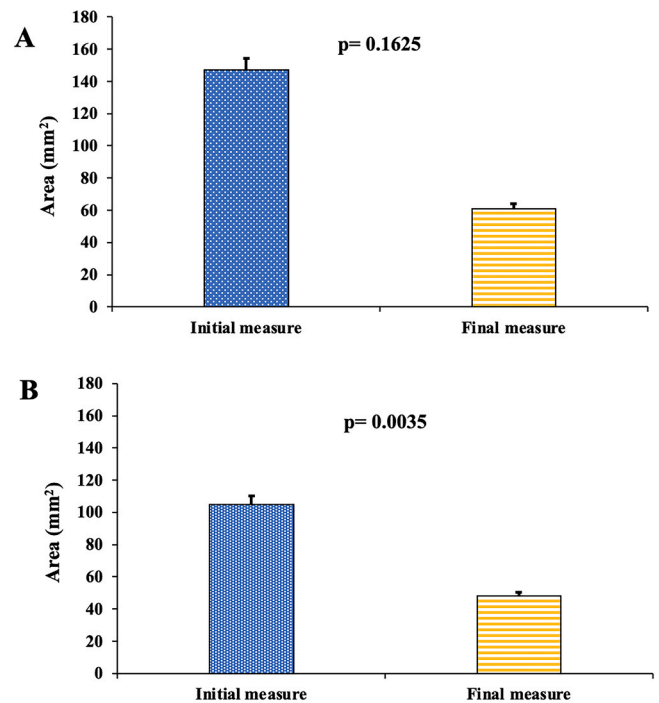 A
p= 0.1625
Area (mm²)
180
160
140
120
100
80
60
40
20
0
Initial measure
Final measure
B
p= 0.0035
Area (mm²)
180
160
140
120
100
80
60
40
20
0
Initial measure
Final measure